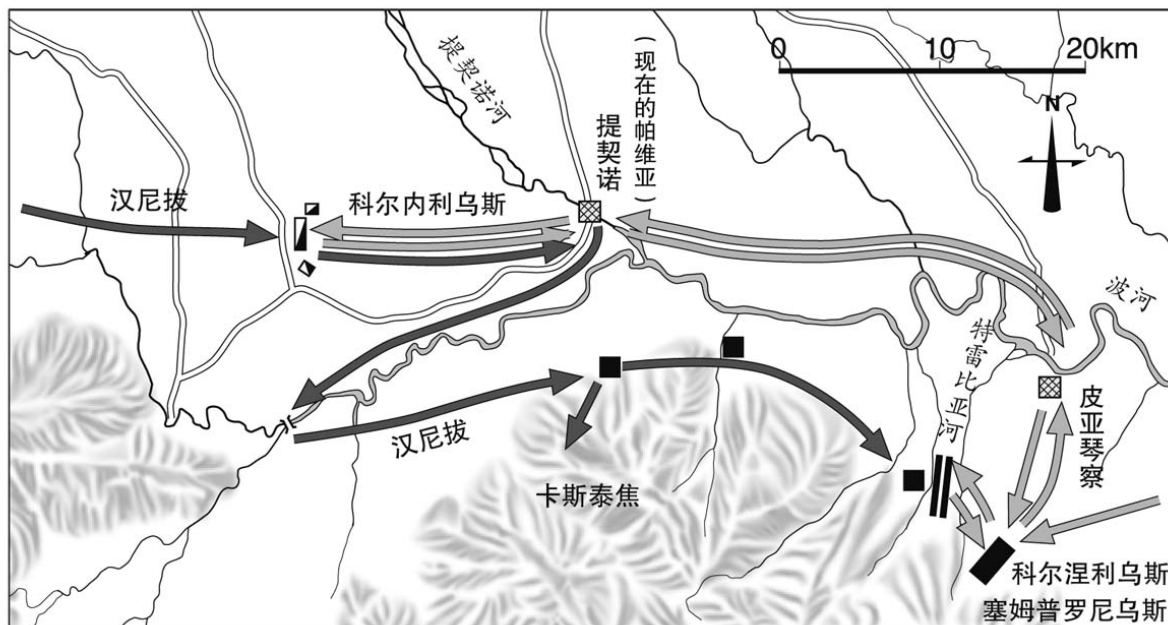 提契诺河
（现在的帕维亚）
提契诺
0 10 20km
N
汉尼拔
科尔内利乌斯
波河
特雷比亚河
皮亚琴察
汉尼拔
卡斯泰焦
科尔涅利乌斯
塞姆普罗尼乌斯